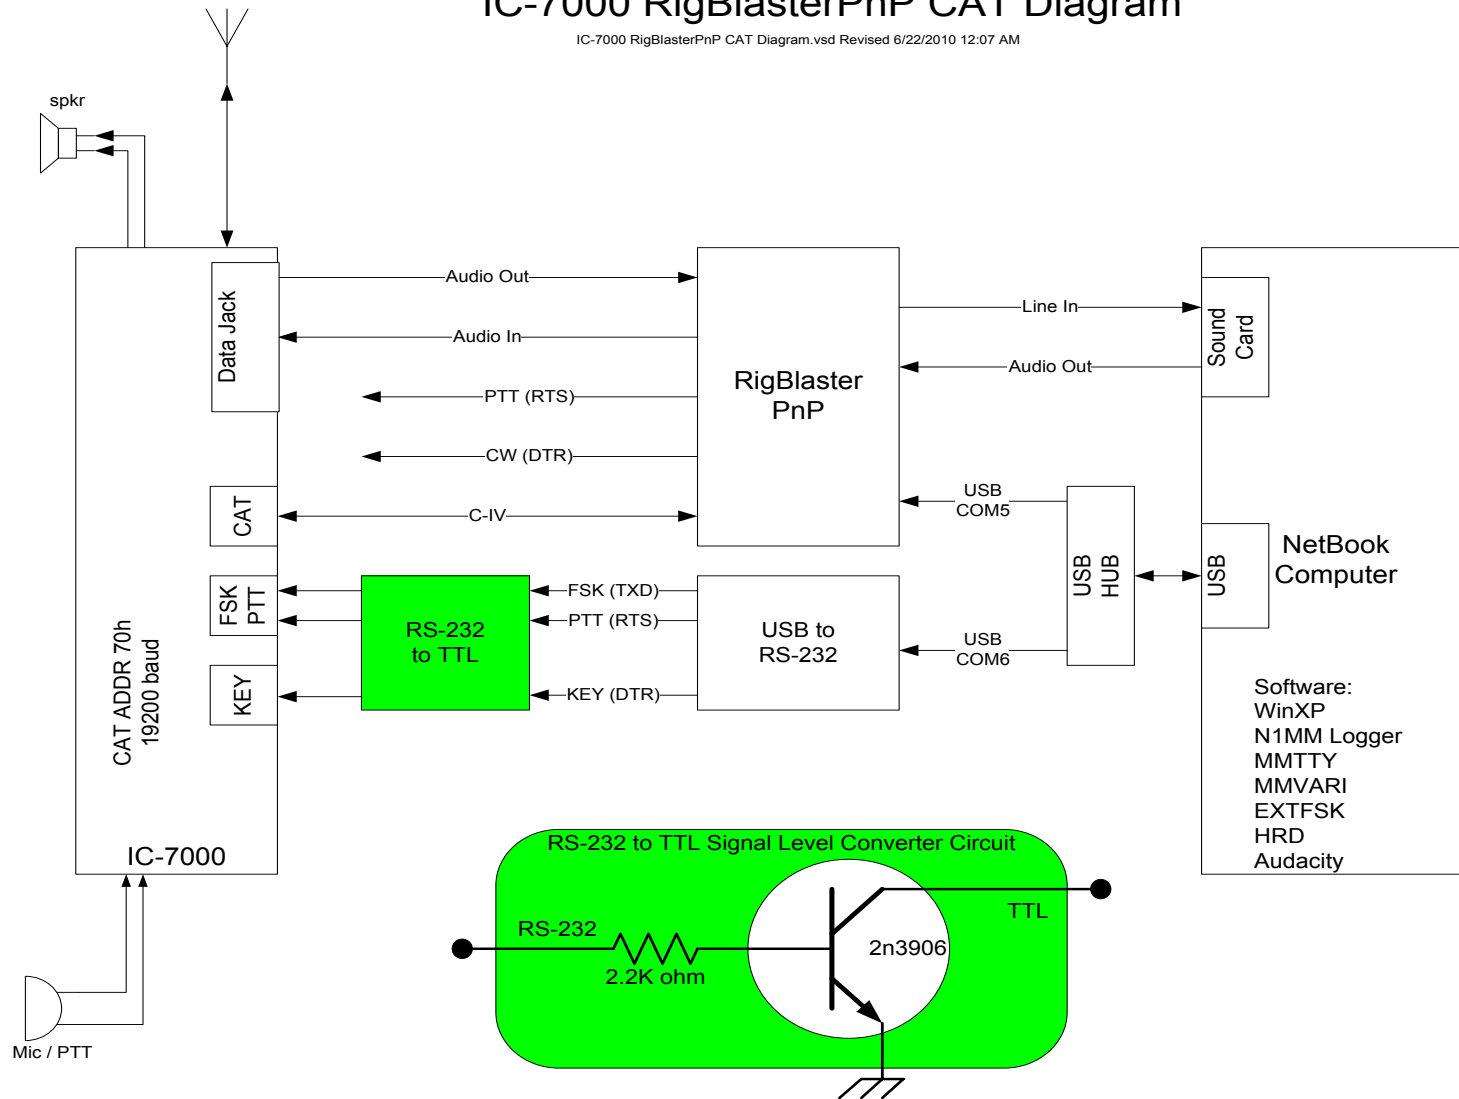 IC-7000 RigBlasterPnP CAT Diagram
IC-7000 RigBlasterPnP CAT Diagram.vsd Revised 6/22/2010 12:07 AM
spkr
Data Jack
Audio Out
Audio In
PTT (RTS)
CW (DTR)
C-IV
CAT
FSK
PTT
KEY
CAT ADDR 70h
19200 baud
IC-7000
Mic / PTT
RigBlaster
PnP
Line In
Audio Out
Sound
Card
USB
COM5
USB
HUB
USB
NetBook
Computer
RS-232
to TTL
FSK (TXD)
PTT (RTS)
KEY (DTR)
USB to
RS-232
USB
COM6
Software:
WinXP
N1MM Logger
MMTTY
MMVARI
EXTFSK
HRD
Audacity
RS-232 to TTL Signal Level Converter Circuit
RS-232
2.2K ohm
2n3906
TTL